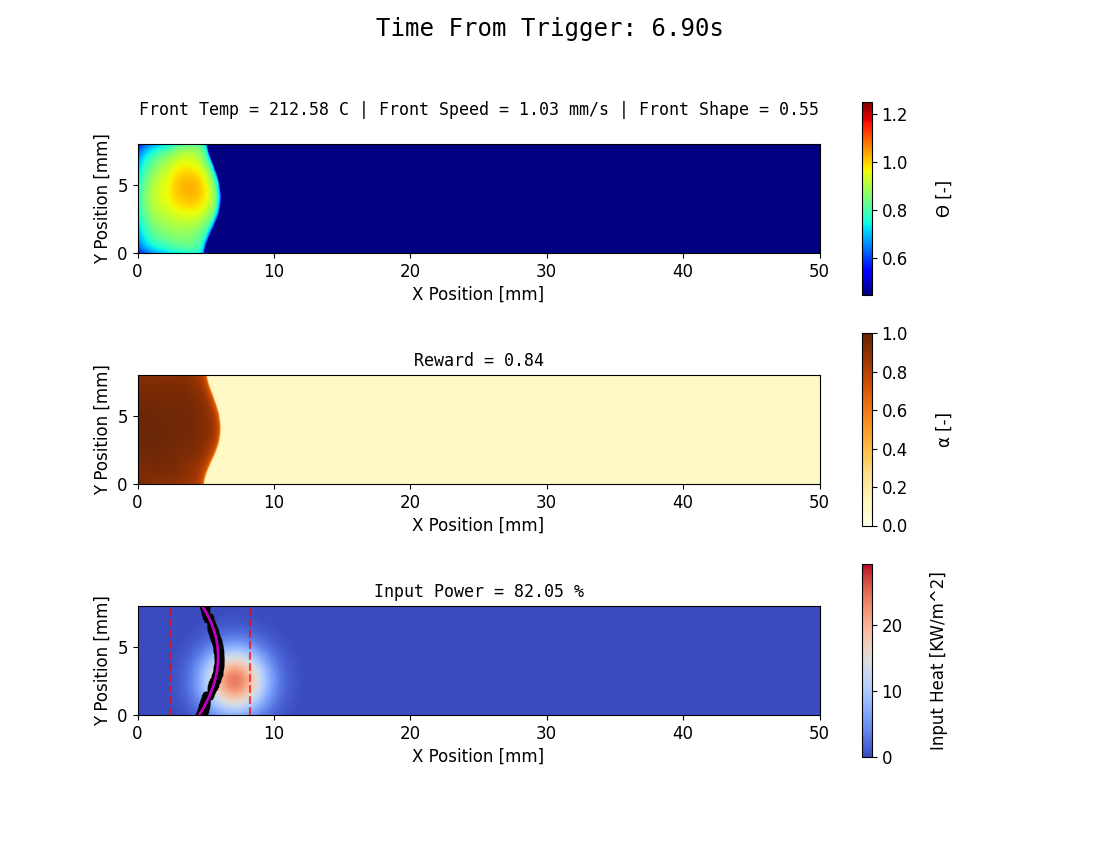 Time From Trigger: 6.90s
Front Temp = 212.58 C | Front Speed = 1.03 mm/s | Front Shape = 0.55
Y Position [mm]
5
0
0 10 20 30 40 50
X Position [mm]
1.2
1.0
0.8
0.6
Θ [-]
Reward = 0.84
Y Position [mm]
5
0
0 10 20 30 40 50
X Position [mm]
1.0
0.8
0.6
0.4
0.2
0.0
α [-]
Input Power = 82.05 %
Y Position [mm]
5
0
0 10 20 30 40 50
X Position [mm]
20
10
0
Input Heat [KW/m^2]